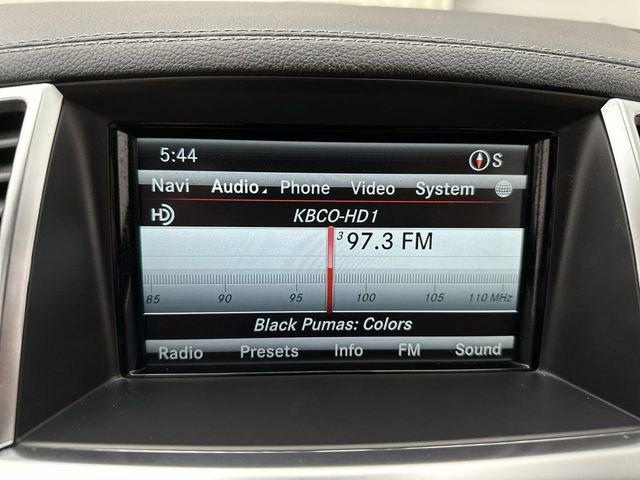 5:44 S
Navi Audio Phone Video System
HD KBCO-HD1
3 97.3 FM
85 90 95 100 105 110 MHz
Black Pumas: Colors
Radio Presets Info FM Sound